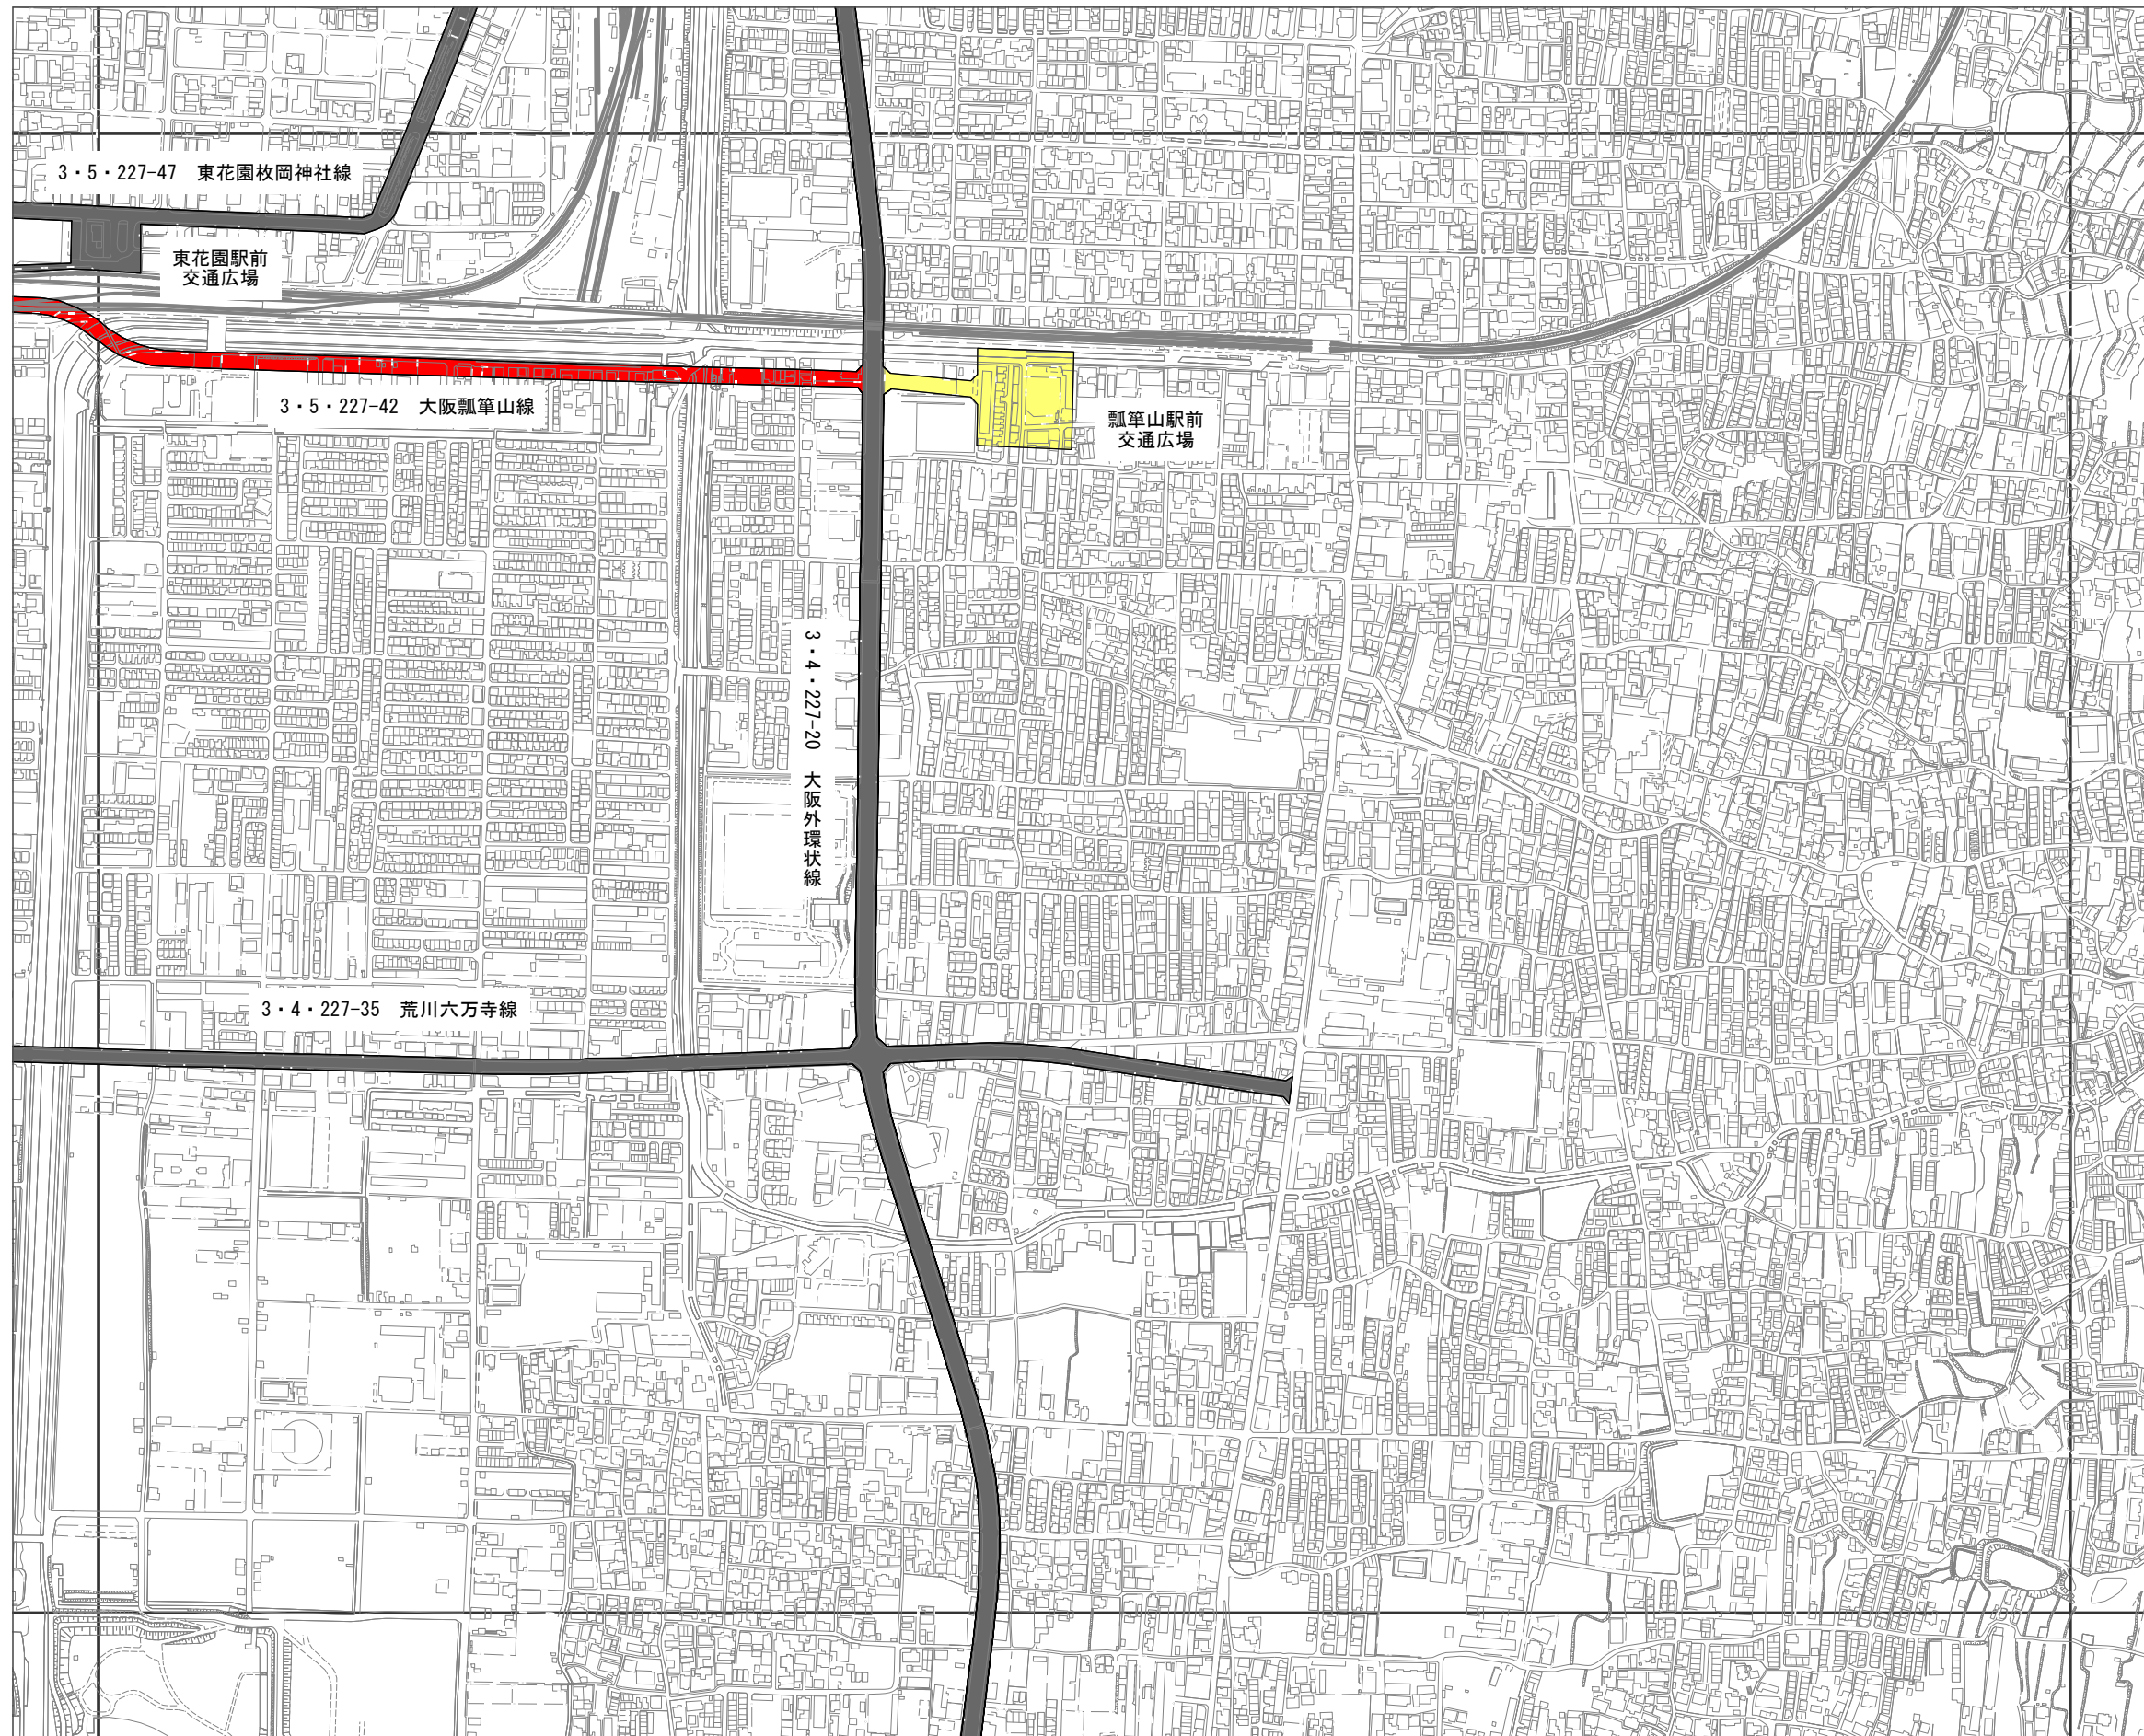 3・5・227-47　東花園枚岡神社線
東花園駅前
交通広場
3・5・227-42　大阪瓢箪山線
瓢箪山駅前
交通広場
3・4・227-20　大阪外環状線
3・4・227-35　荒川六万寺線